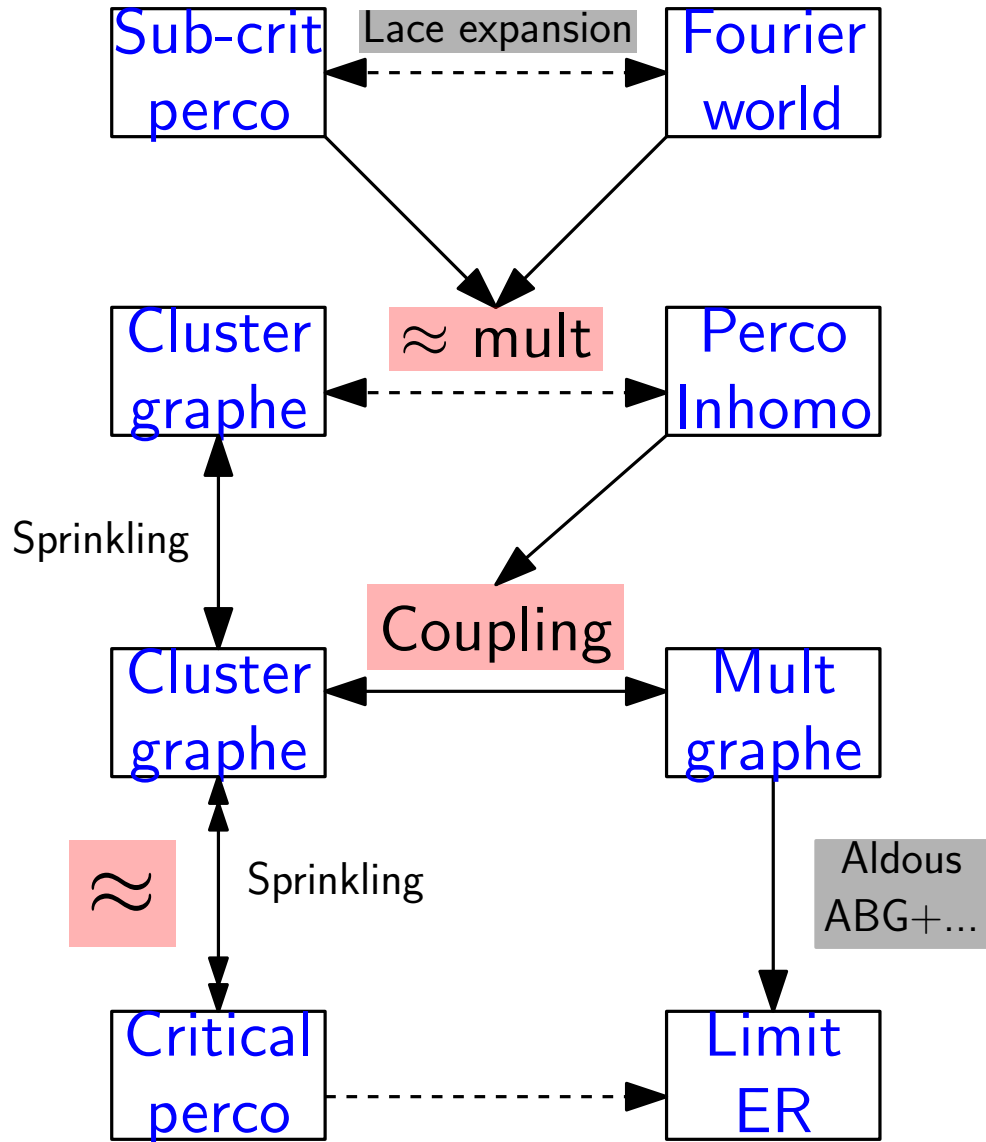 Sub-crit
perco
Lace expansion
Fourier
world
Cluster
graphe
≈ mult
Perco
Inhomo
Sprinkling
Coupling
Cluster
graphe
Mult
graphe
≈
Sprinkling
Aldous
ABG+...
Critical
perco
Limit
ER